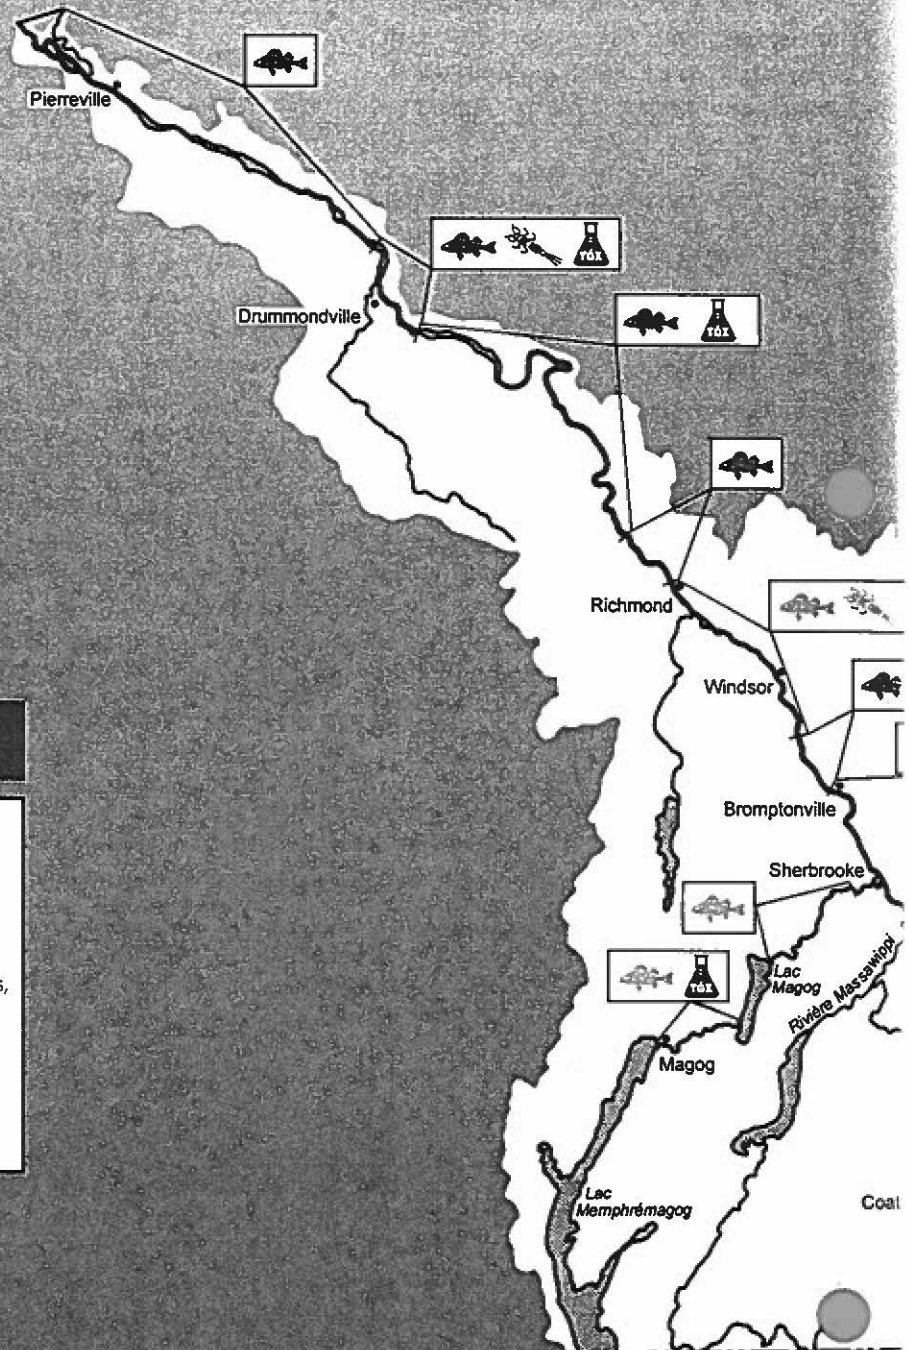 Pierreville
TOX
Drummondville
TOX
Richmond
Windsor
Bromptonville
Sherbrooke
s,
TOX
Lac
Magog
Rivière Massawippi
Magog
Lac
Memphrémagog
Coat